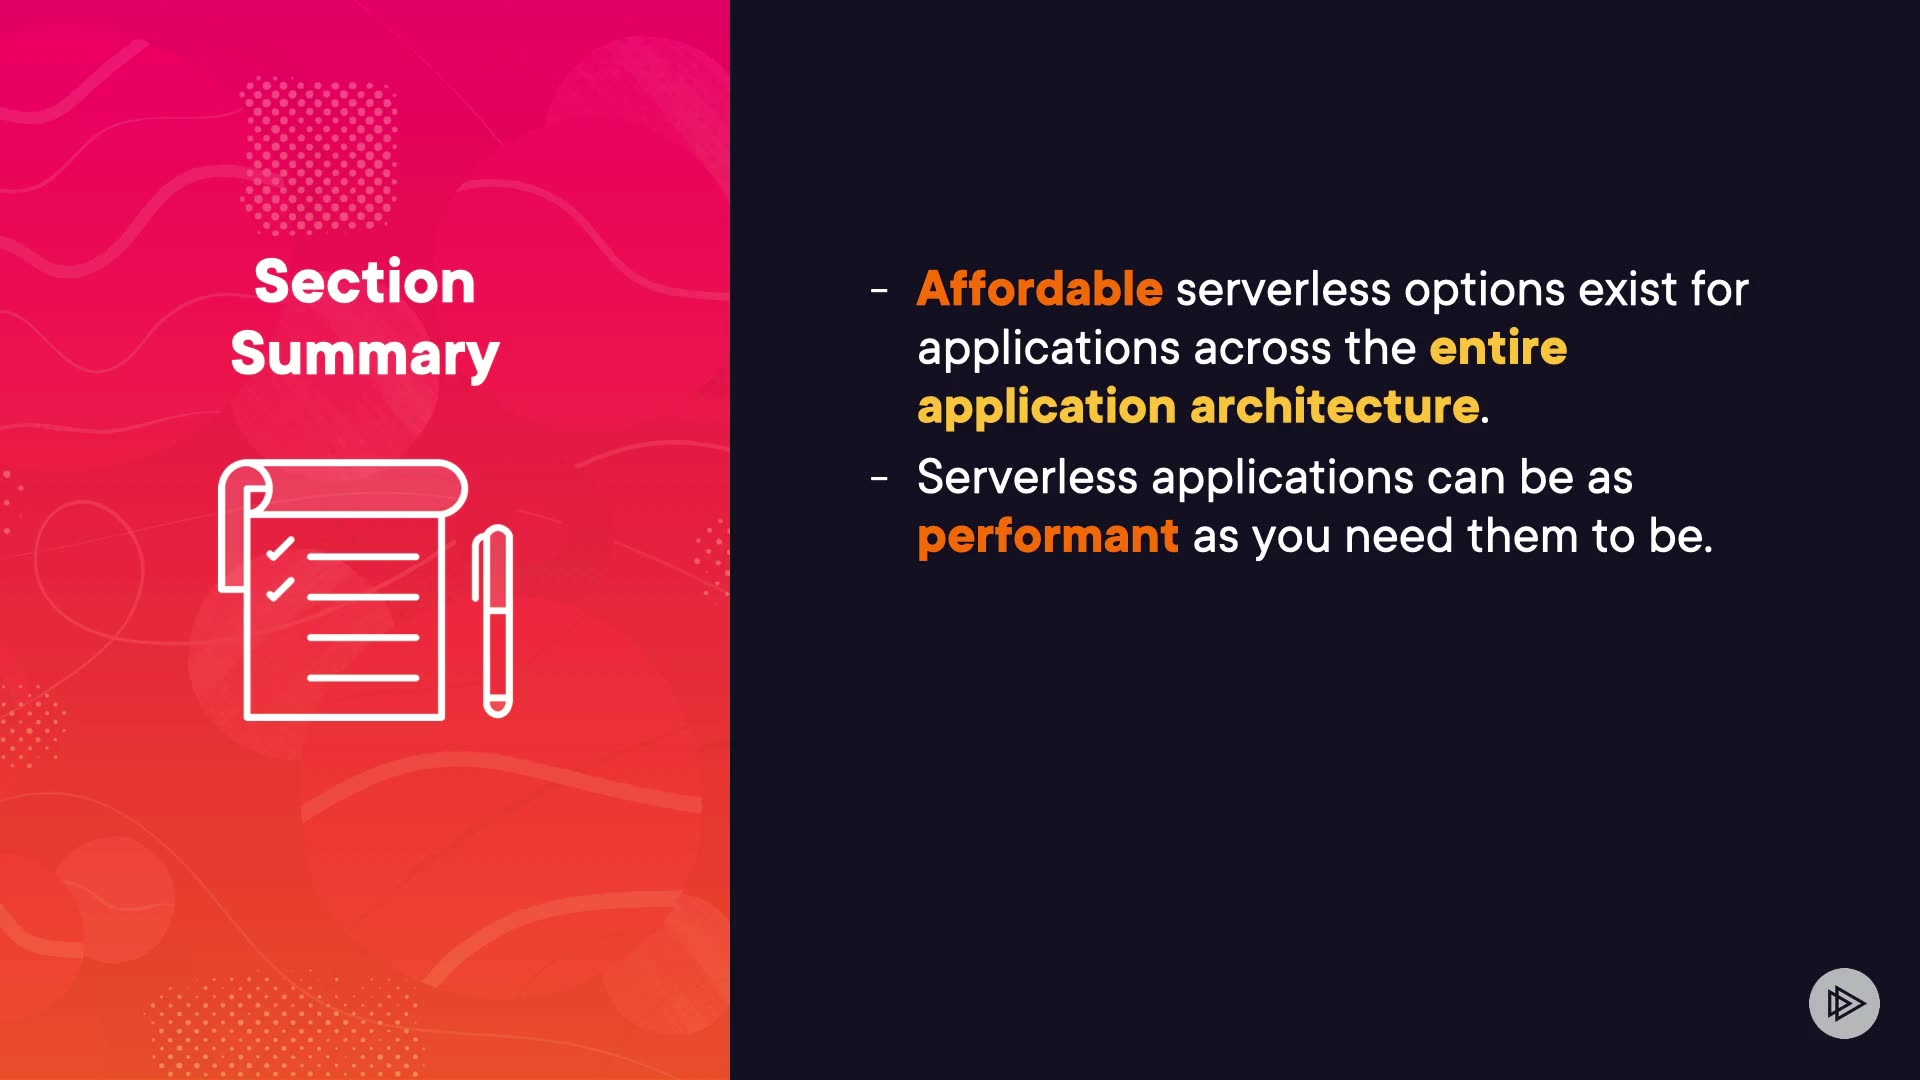 Section
Summary
- Affordable serverless options exist for
applications across the entire
application architecture.
- Serverless applications can be as
performant as you need them to be.